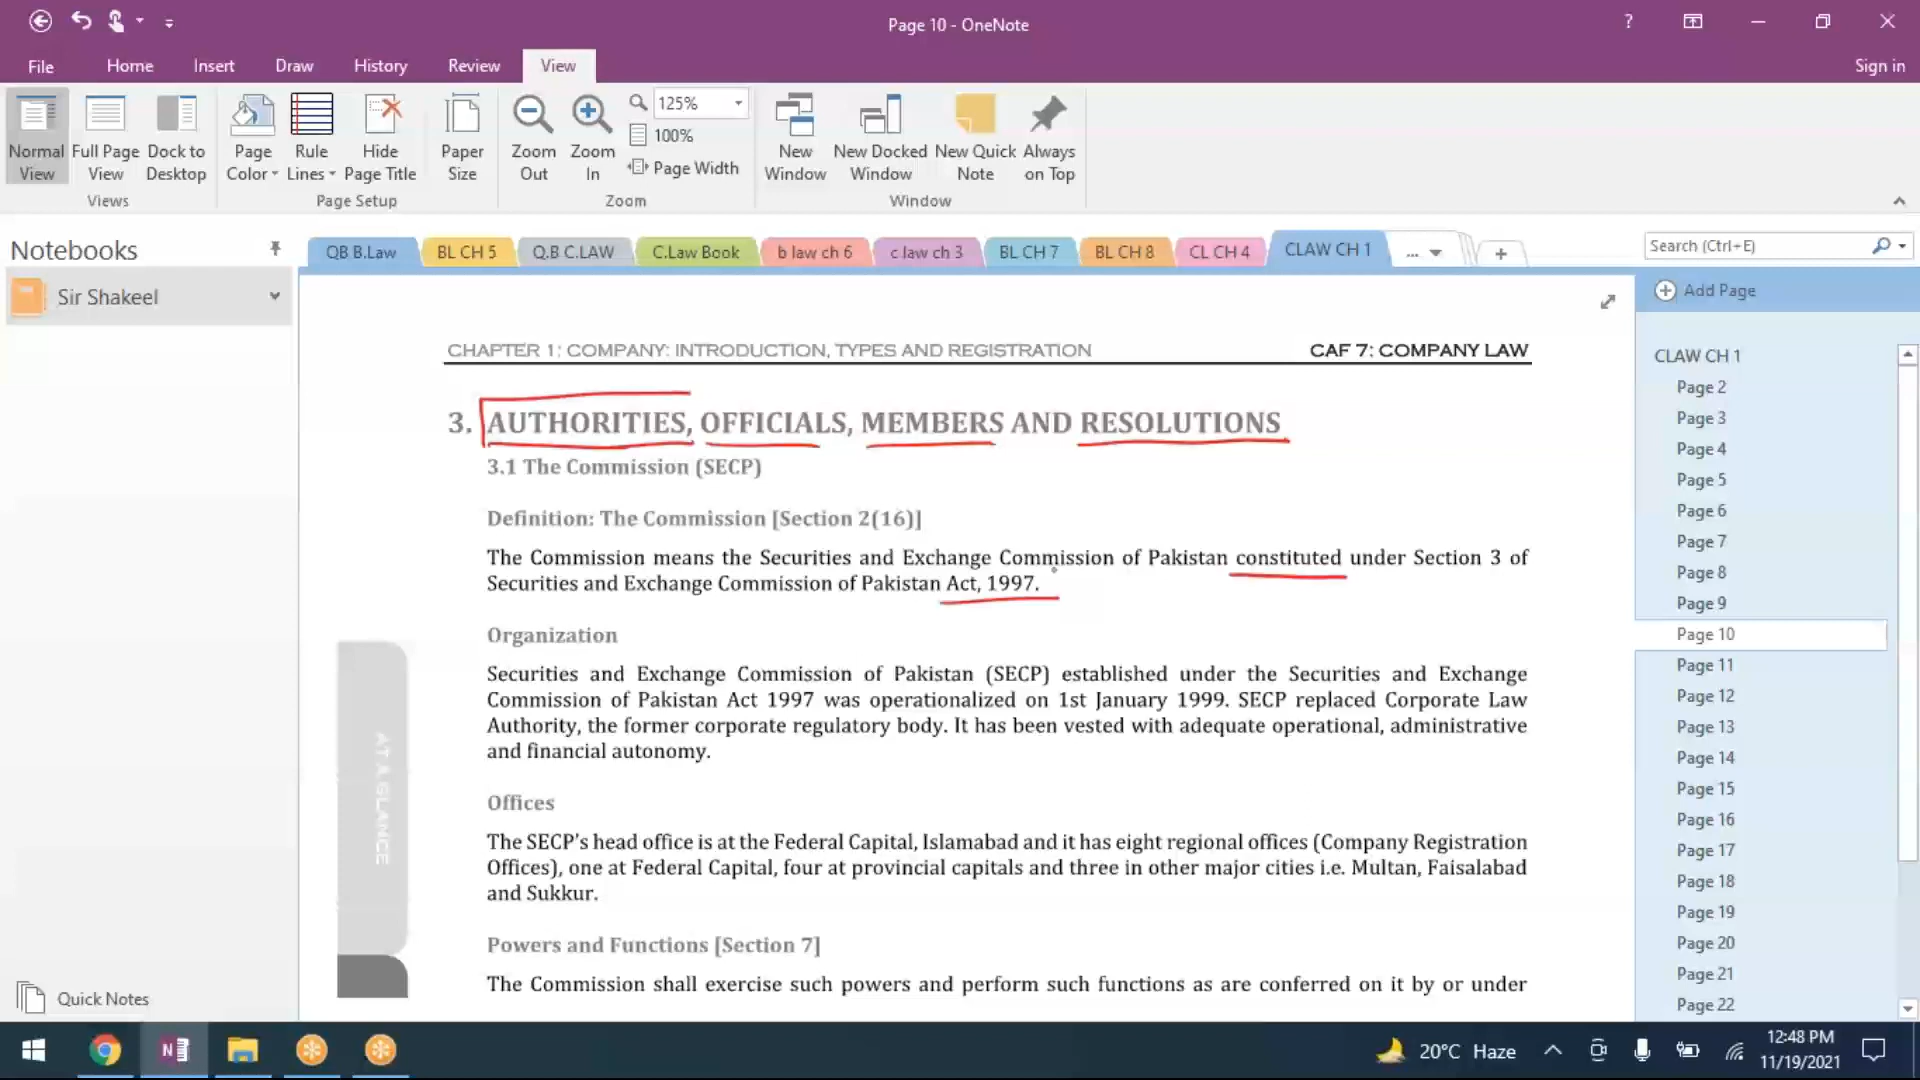 Page 10 - OneNote
?
File Home Insert Draw History Review View Sign in
Normal View
Full Page View
Dock to Desktop
Views
Page Color
Rule Lines
Hide Page Title
Paper Size
Page Setup
Zoom Out
Zoom In
125%
100%
Page Width
Zoom
New Window
New Docked Window
New Quick Note
Always on Top
Window
Notebooks
Sir Shakeel
Quick Notes
QB B.Law BL CH 5 Q.B C.LAW C.Law Book b law ch 6 c law ch 3 BL CH 7 BL CH 8 CL CH 4 CLAW CH 1 ...
Search (Ctrl+E)
CHAPTER 1: COMPANY: INTRODUCTION, TYPES AND REGISTRATION CAF 7: COMPANY LAW
3. AUTHORITIES, OFFICIALS, MEMBERS AND RESOLUTIONS
3.1 The Commission (SECP)
Definition: The Commission [Section 2(16)]
The Commission means the Securities and Exchange Commission of Pakistan constituted under Section 3 of
Securities and Exchange Commission of Pakistan Act, 1997.
Organization
Securities and Exchange Commission of Pakistan (SECP) established under the Securities and Exchange
Commission of Pakistan Act 1997 was operationalized on 1st January 1999. SECP replaced Corporate Law
Authority, the former corporate regulatory body. It has been vested with adequate operational, administrative
and financial autonomy.
Offices
The SECP's head office is at the Federal Capital, Islamabad and it has eight regional offices (Company Registration
Offices), one at Federal Capital, four at provincial capitals and three in other major cities i.e. Multan, Faisalabad
and Sukkur.
Powers and Functions [Section 7]
The Commission shall exercise such powers and perform such functions as are conferred on it by or under
AT A GLANCE
Add Page
CLAW CH 1
Page 2
Page 3
Page 4
Page 5
Page 6
Page 7
Page 8
Page 9
Page 10
Page 11
Page 12
Page 13
Page 14
Page 15
Page 16
Page 17
Page 18
Page 19
Page 20
Page 21
Page 22
20°C Haze
12:48 PM
11/19/2021